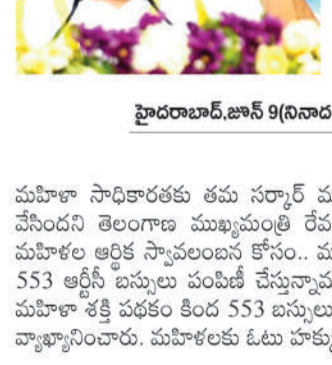 హైదరాబాద్,జూన్ 9(నినాద
మహిళా సాధికారతకు తమ సర్కార్
వేసిందని తెలంగాణ ముఖ్యమంత్రి రేవ
మహిళల ఆర్థిక స్వావలంబన కోసం.. మ
553 ఆర్టీసీ బస్సులు పంపిణీ చేస్తున్నామ
మహిళా శక్తి పథకం కింద 553 బస్సులు
వ్యాఖ్యానించారు. మహిళలకు ఓటు హక్కు